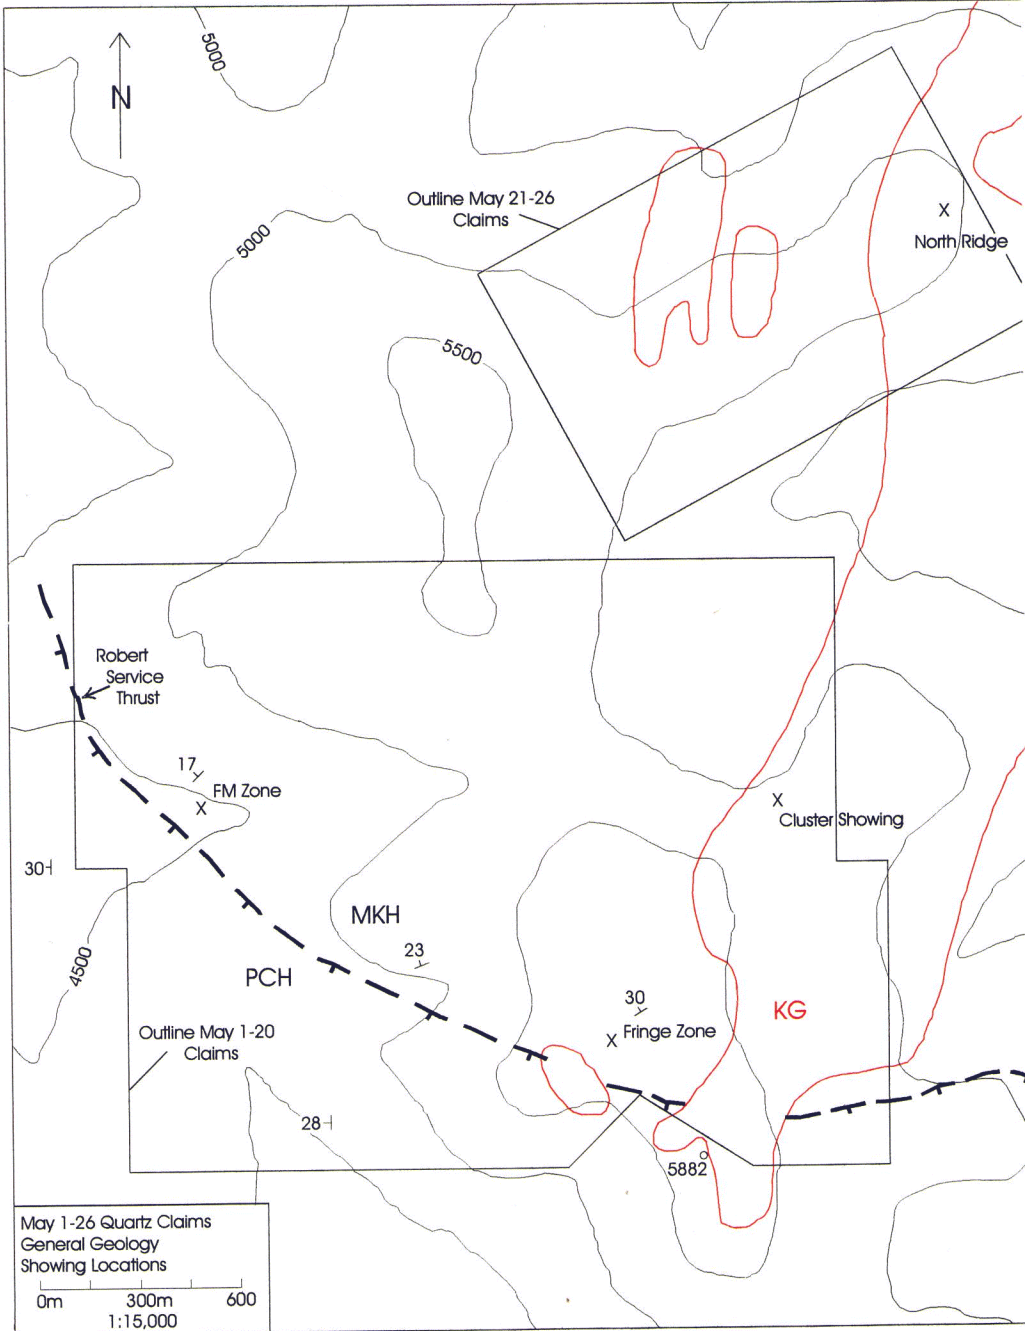 5000
N
Outline May 21-26
Claims
5000
North Ridge
X
5500
Robert
Service
Thrust
17
FM Zone
X
X
Cluster Showing
30
MKH
23
4500
PCH
30
KG
X
Fringe Zone
Outline May 1-20
Claims
28
5882
May 1-26 Quartz Claims
General Geology
Showing Locations
0m 300m 600
1:15,000